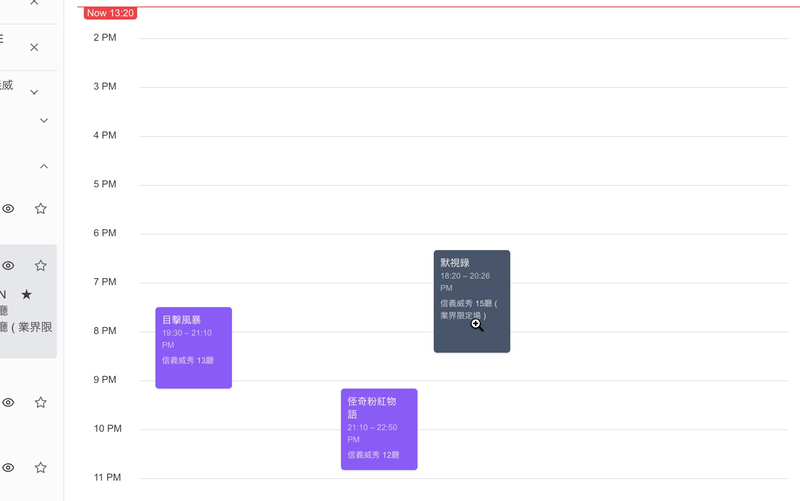 Now 13:20
2 PM
3 PM
威
4 PM
5 PM
6 PM
默視錄
18:20 – 20:26
PM
信義威秀 15廳 (
業界限定場 )
7 PM
N ★
廳
廳 ( 業界限
目擊風暴
19:30 – 21:10
PM
信義威秀 13廳
8 PM
9 PM
怪奇粉紅物
語
21:10 – 22:50
PM
信義威秀 12廳
10 PM
11 PM